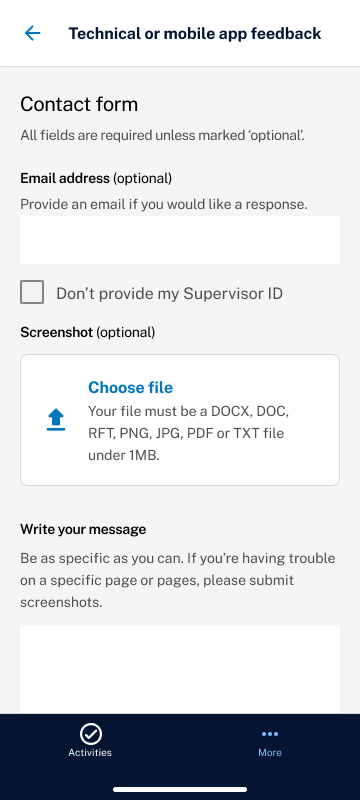 Technical or mobile app feedback
Contact form
All fields are required unless marked ‘optional’.
Email address (optional)
Provide an email if you would like a response.
Don’t provide my Supervisor ID
Screenshot (optional)
Choose file
Your file must be a DOCX, DOC,
RFT, PNG, JPG, PDF or TXT file
under 1MB.
Write your message
Be as specific as you can. If you’re having trouble
on a specific page or pages, please submit
screenshots.
Activities
More